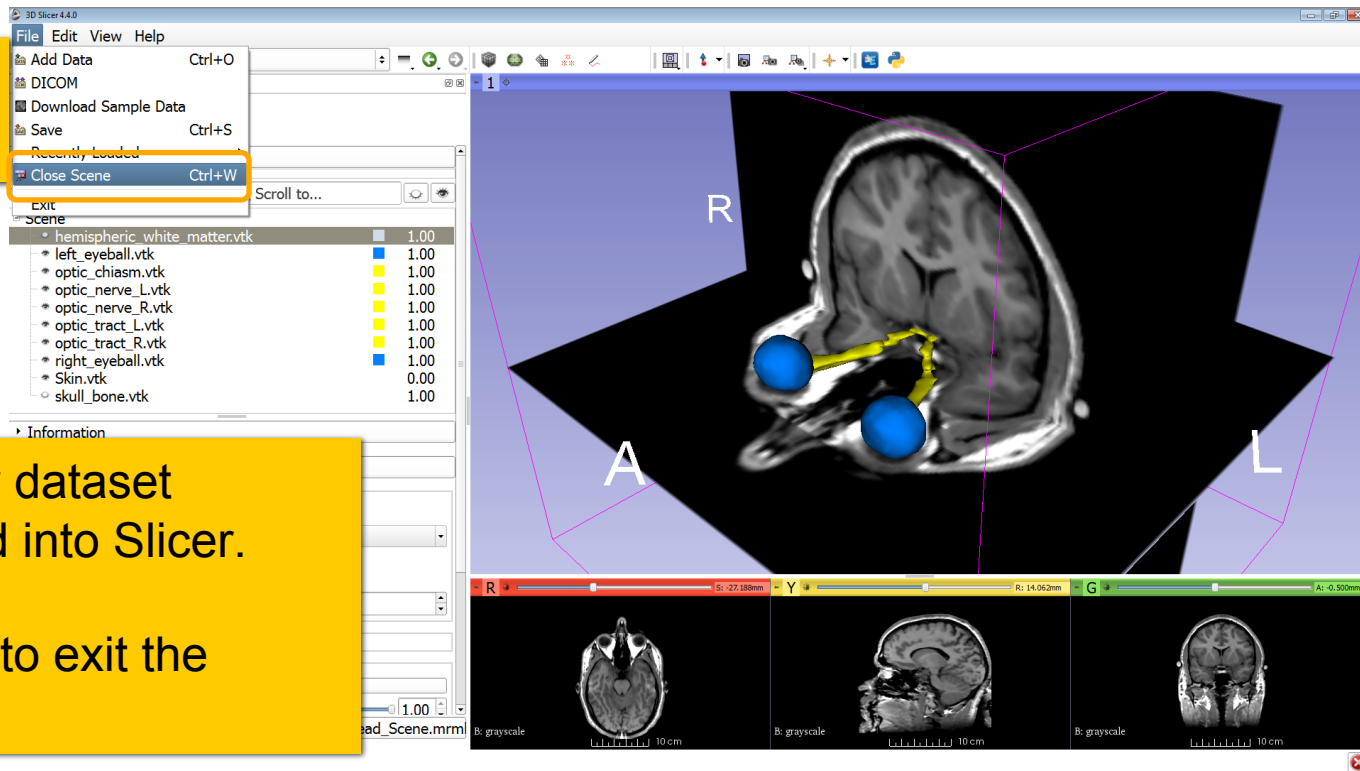 3D Slicer 4.4.0
File Edit View Help
Add Data Ctrl+O
DICOM
Download Sample Data
Save Ctrl+S
Recently Loaded
Close Scene Ctrl+W
Exit
Scroll to...
Scene
hemispheric_white_matter.vtk 1.00
left_eyeball.vtk 1.00
optic_chiasm.vtk 1.00
optic_nerve_L.vtk 1.00
optic_nerve_R.vtk 1.00
optic_tract_L.vtk 1.00
optic_tract_R.vtk 1.00
right_eyeball.vtk 1.00
Skin.vtk 0.00
skull_bone.vtk 1.00
Information
dataset
into Slicer.
to exit the
1.00
ead_Scene.mrml
1
R
A
L
R S: -27.188mm
Y R: 14.062mm
G A: -0.500mm
B: grayscale
10 cm
B: grayscale
10 cm
B: grayscale
10 cm